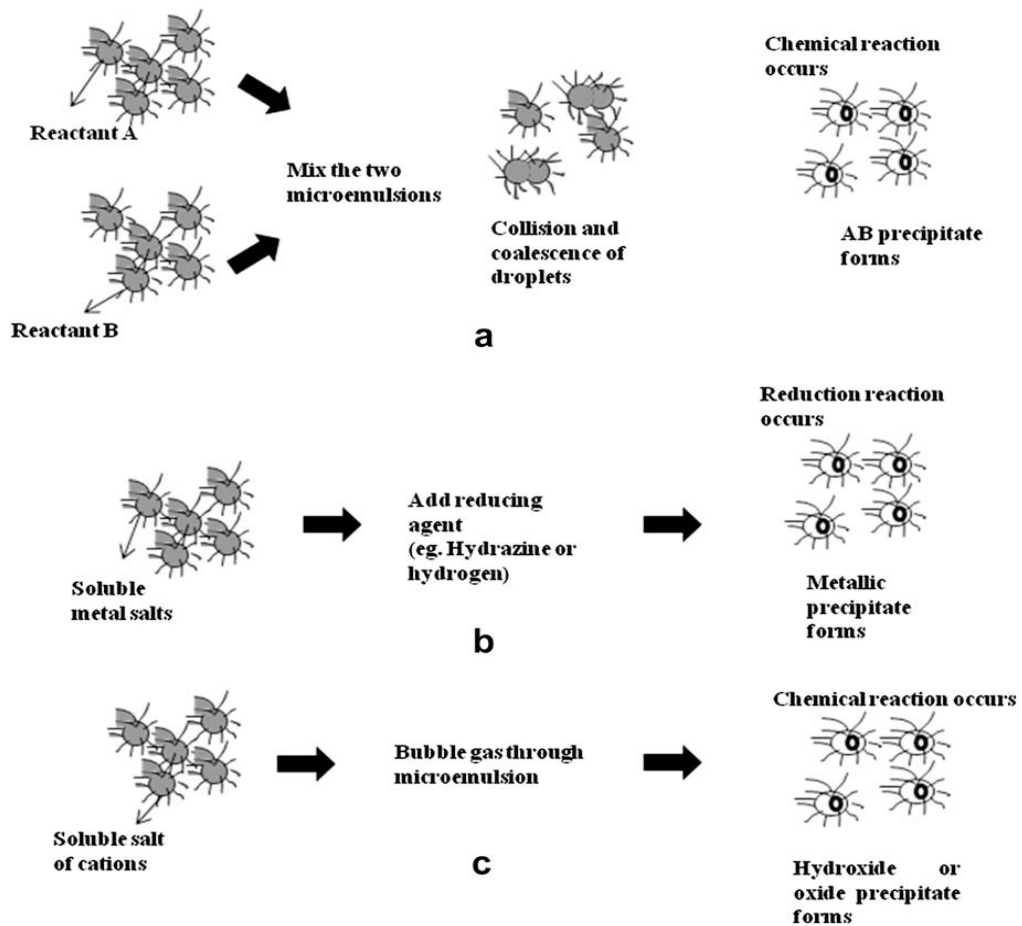 Reactant A
Mix the two
microemulsions
Reactant B
Collision and
coalescence of
droplets
Chemical reaction
occurs
AB precipitate
forms
a
Soluble
metal salts
Add reducing
agent
(eg. Hydrazine or
hydrogen)
Reduction reaction
occurs
Metallic
precipitate
forms
b
Soluble salt
of cations
Bubble gas through
microemulsion
Chemical reaction occurs
Hydroxide or
oxide precipitate
forms
c